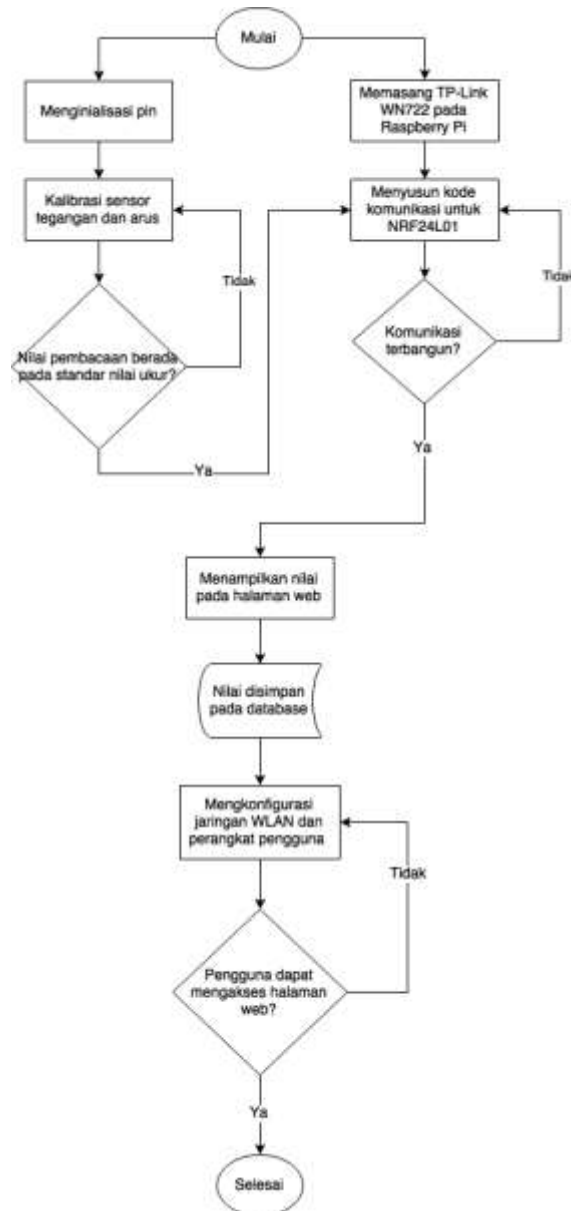 Mulai
Menginialisasi pin
Memasang TP-Link
WN722 pada
Raspberry Pi
Kalibrasi sensor
tegangan dan arus
Menyusun kode
komunikasi untuk
NRF24L01
Tidak
Tidak
Nilai pembacaan berada
pada standar nilai ukur?
Komunikasi
terbangun?
Ya
Ya
Menampilkan nilai
pada halaman web
Nilai disimpan
pada database
Mengkonfigurasi
jaringan WLAN dan
perangkat pengguna
Tidak
Pengguna dapat
mengakses halaman
web?
Ya
Selesai